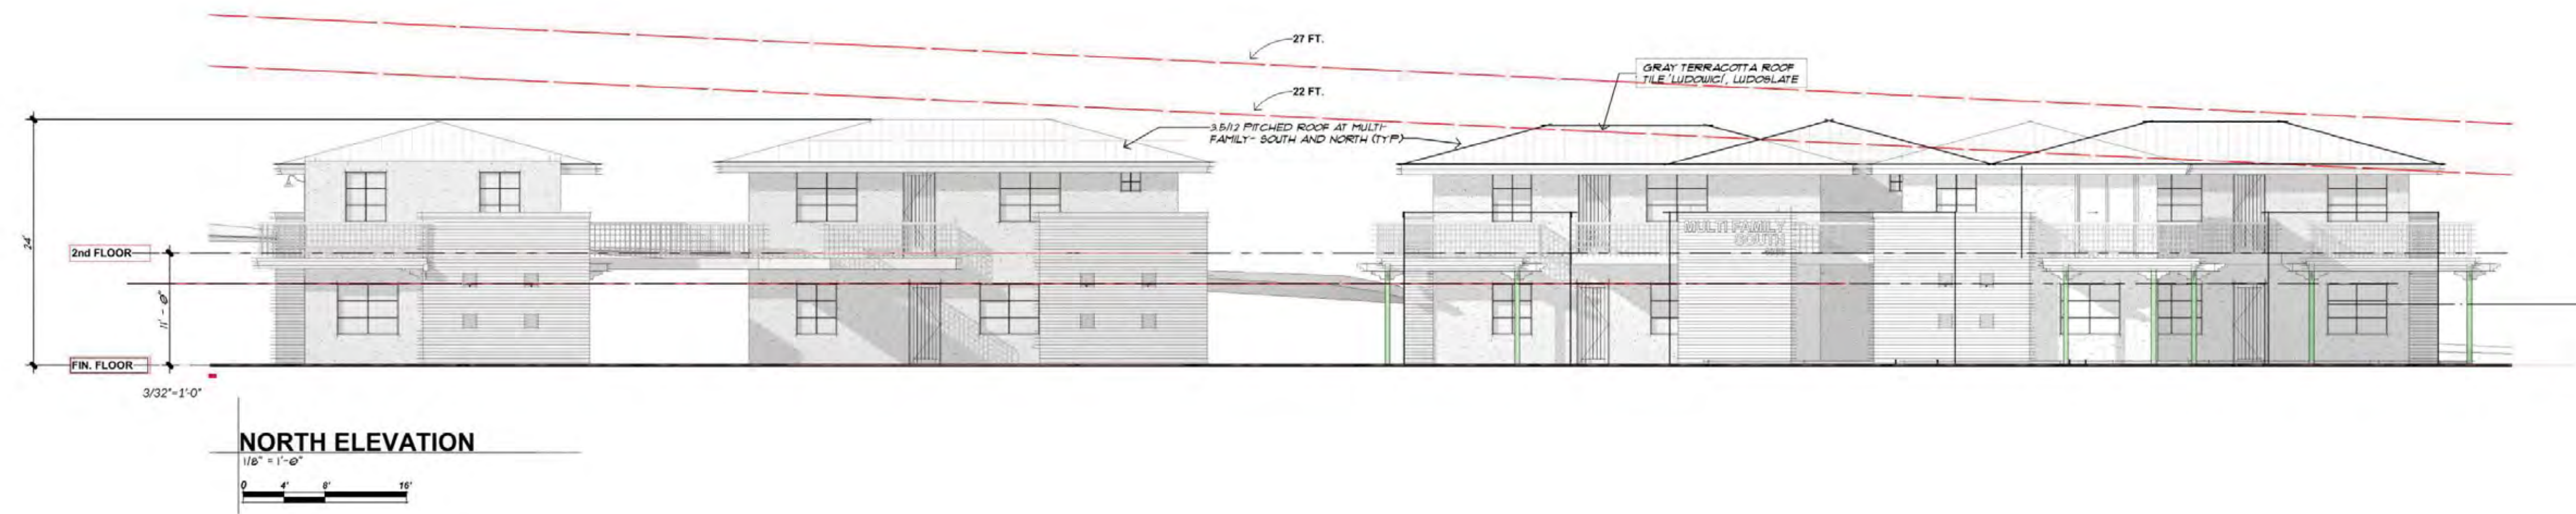 27 FT.
GRAY TERRACOTTA ROOF
TILE 'LUDOWICI', LUDOSLATE
22 FT.
3.5/12 PITCHED ROOF AT MULTI-
FAMILY- SOUTH AND NORTH (TYP)
MULTI FAMILY
SOUTH
24'
2nd FLOOR
11' - 0"
FIN. FLOOR
3/32"=1'-0"
NORTH ELEVATION
1/8" = 1'-0"
0 4' 8' 16'